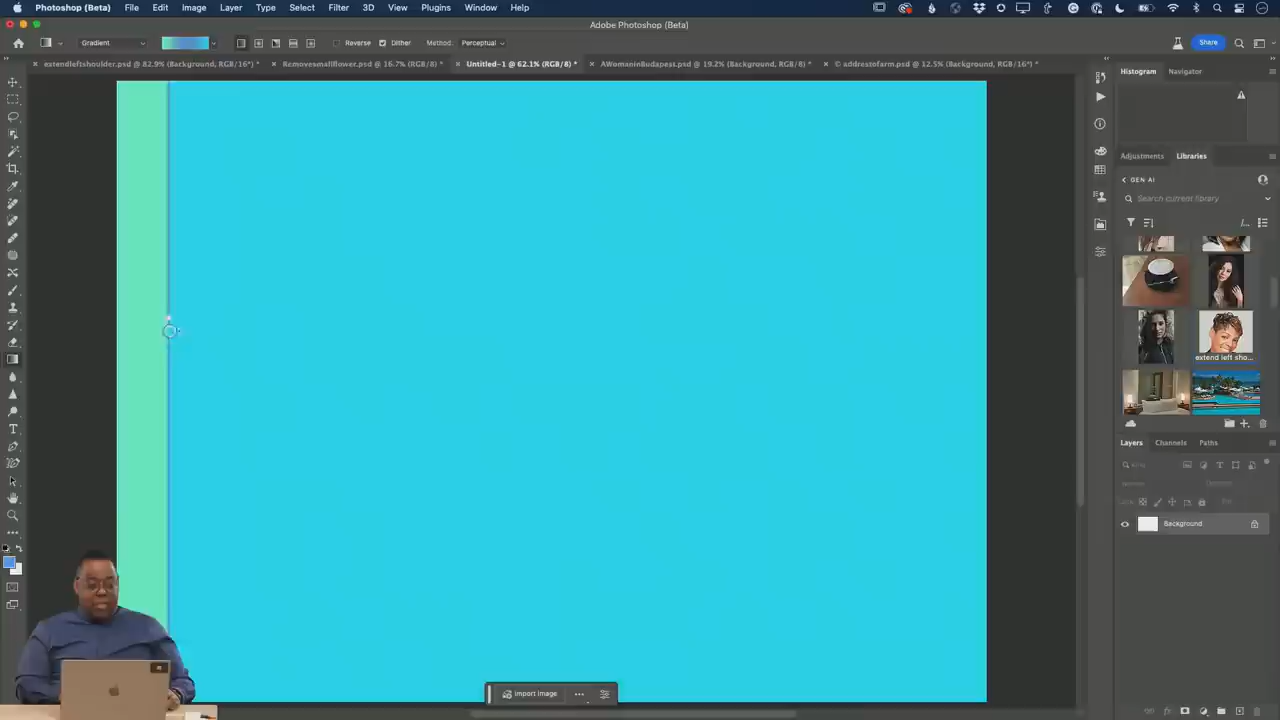 Photoshop (Beta) File Edit Image Layer Type Select Filter 3D View Plugins Window Help
Adobe Photoshop (Beta)
Gradient Reverse Dither Method: Perceptual Share
extendleftshoulder.psd @ 82.9% (Background, RGB/16*) * Removesmallflower.psd @ 16.7% (RGB/8) * Untitled-1 @ 62.1% (RGB/8) * AWomaninBudapest.psd @ 19.2% (Background, RGB/8) * © addrestofarm.psd @ 12.5% (Background, RGB/16*) *
Histogram Navigator
Adjustments Libraries
GEN AI
Search current library
extend left sho...
Layers Channels Paths
Background
Import Image